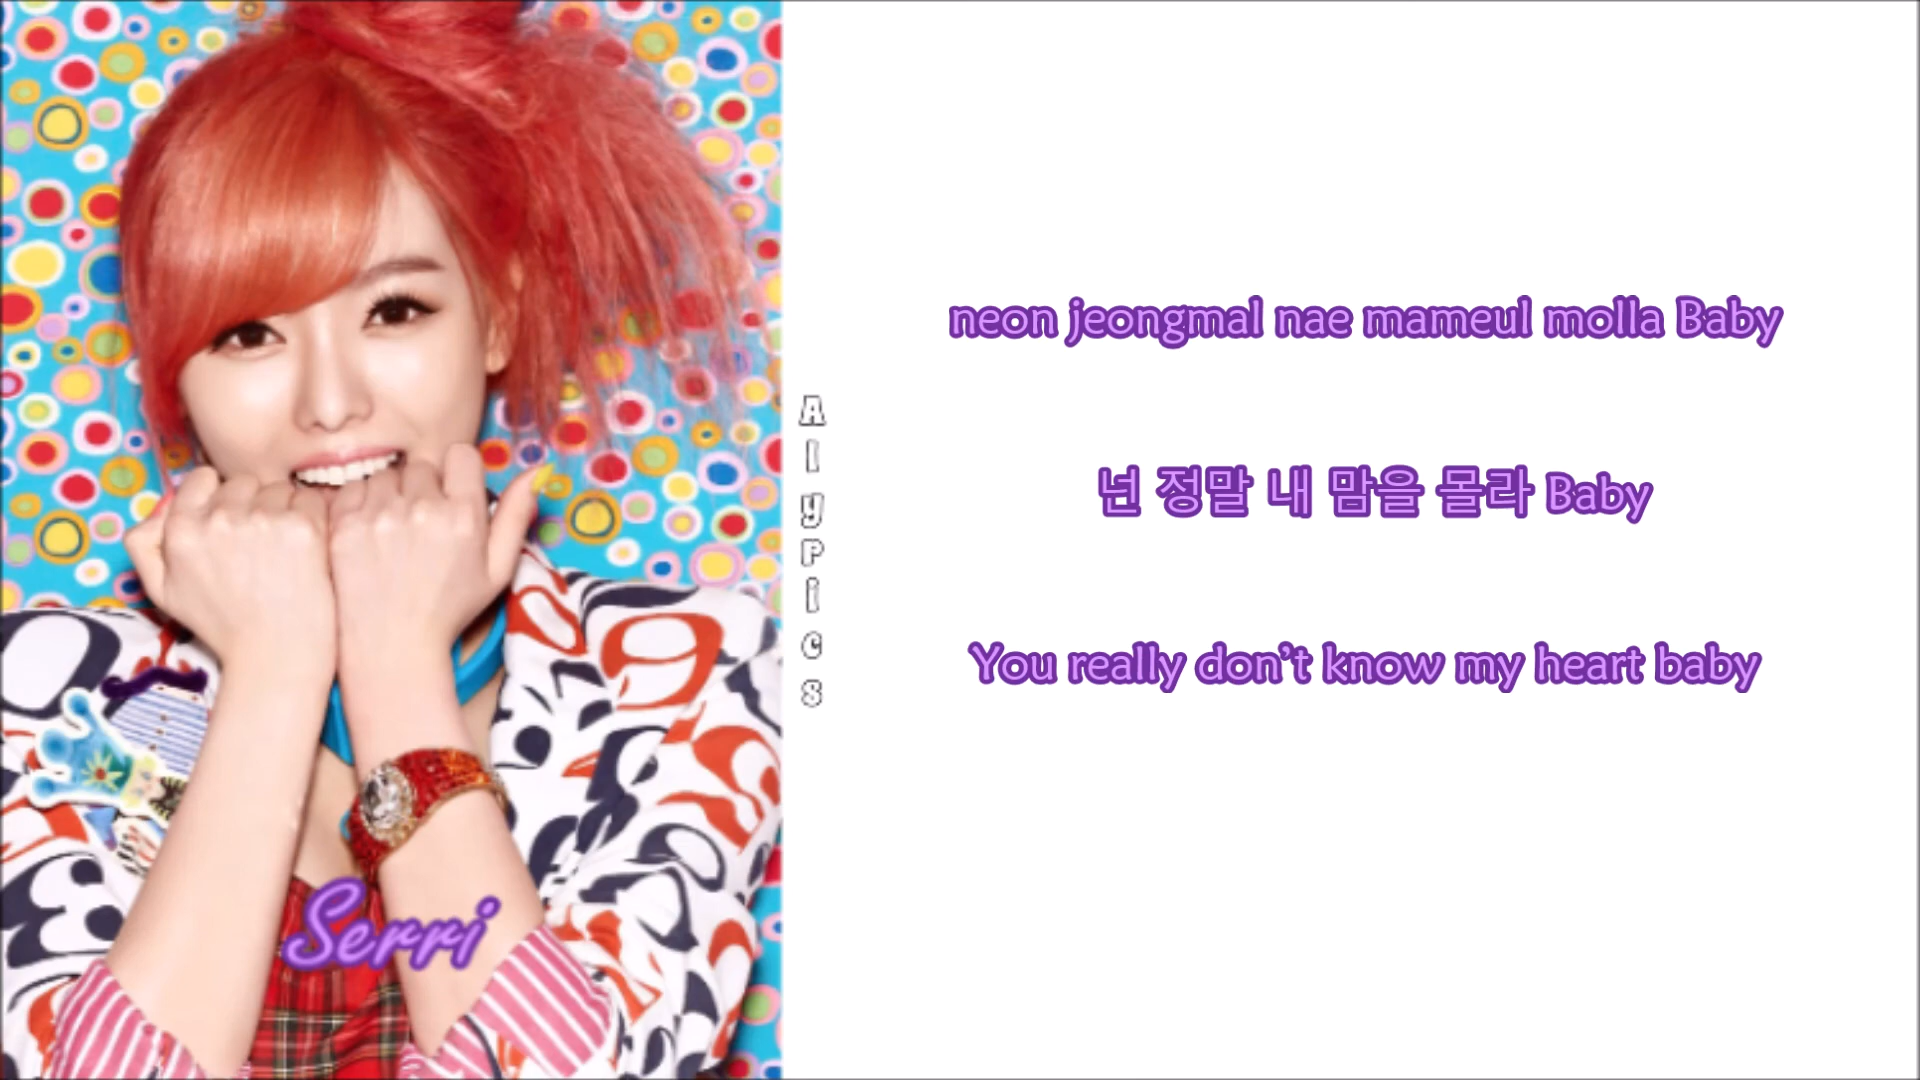 neon jeongmal nae mameul molla Baby
넌 정말 내 맘을 몰라 Baby
You really don't know my heart baby
AlyPics
Serri